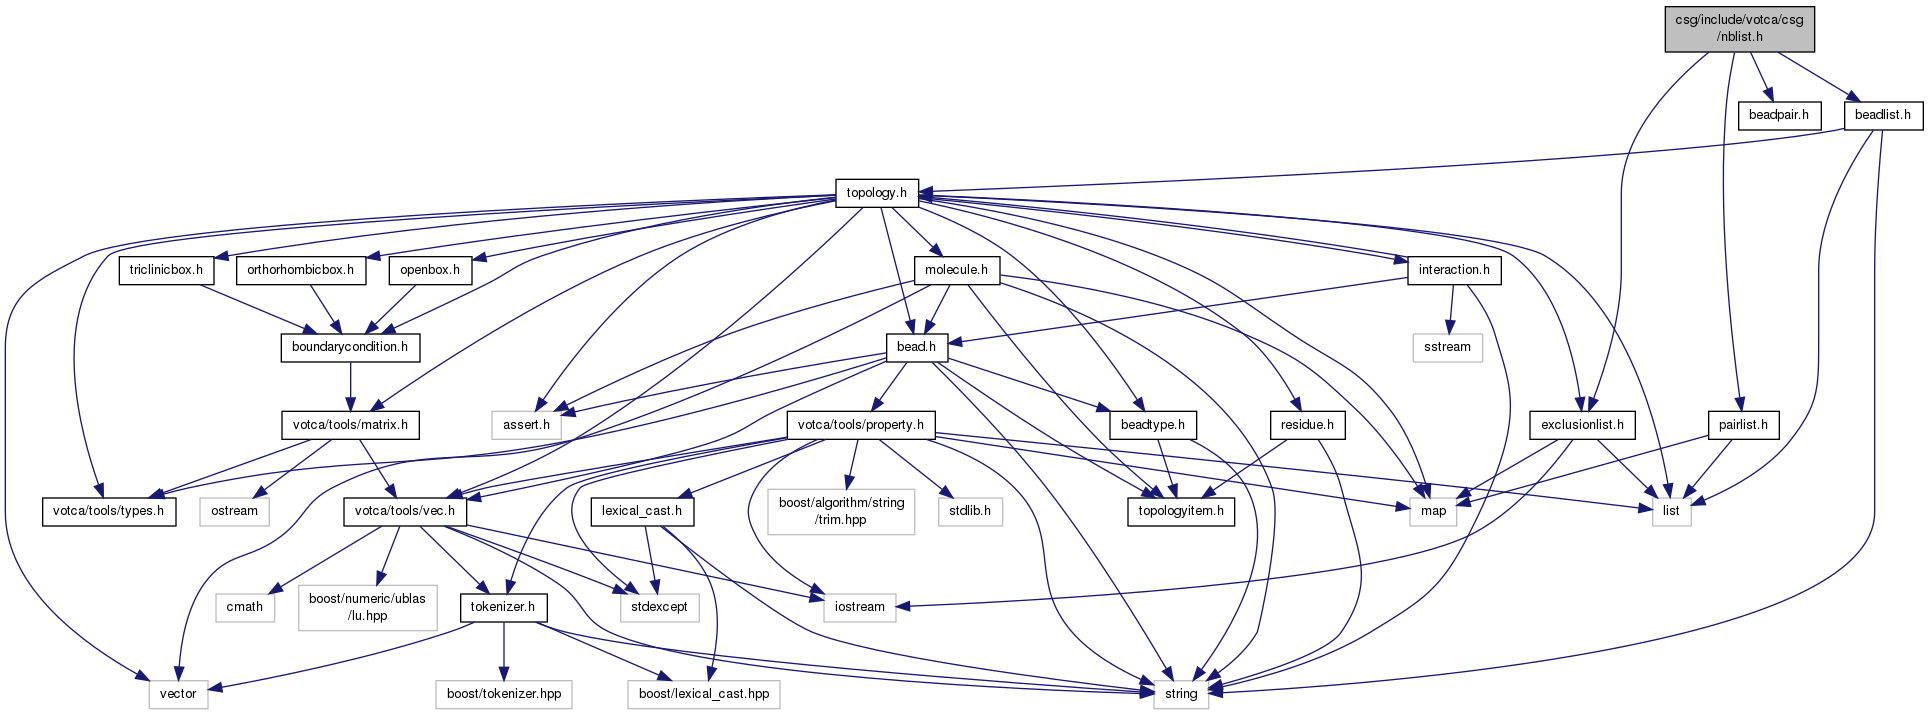 csg/include/votca/csg
/nblist.h
beadpair.h
beadlist.h
topology.h
triclinicbox.h
orthorhombicbox.h
openbox.h
molecule.h
interaction.h
boundarycondition.h
bead.h
sstream
votca/tools/matrix.h
assert.h
votca/tools/property.h
beadtype.h
residue.h
exclusionlist.h
pairlist.h
votca/tools/types.h
ostream
votca/tools/vec.h
lexical_cast.h
boost/algorithm/string
/trim.hpp
stdlib.h
topologyitem.h
map
list
cmath
boost/numeric/ublas
/lu.hpp
tokenizer.h
stdexcept
iostream
vector
boost/tokenizer.hpp
boost/lexical_cast.hpp
string